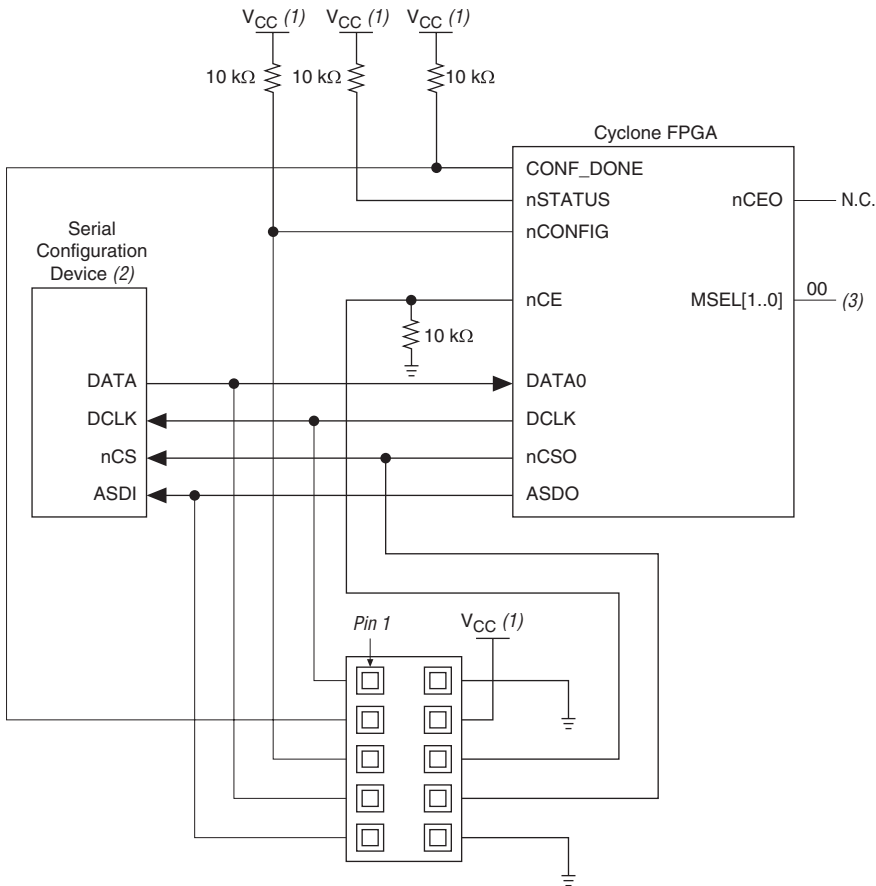 VCC (1) VCC (1) VCC (1)
10 kΩ 10 kΩ 10 kΩ
Cyclone FPGA
CONF_DONE
nSTATUS nCEO N.C.
nCONFIG
Serial
Configuration
Device (2)
nCE MSEL[1..0] 00 (3)
10 kΩ
DATA DATA0
DCLK DCLK
nCS nCSO
ASDI ASDO
Pin 1 VCC (1)